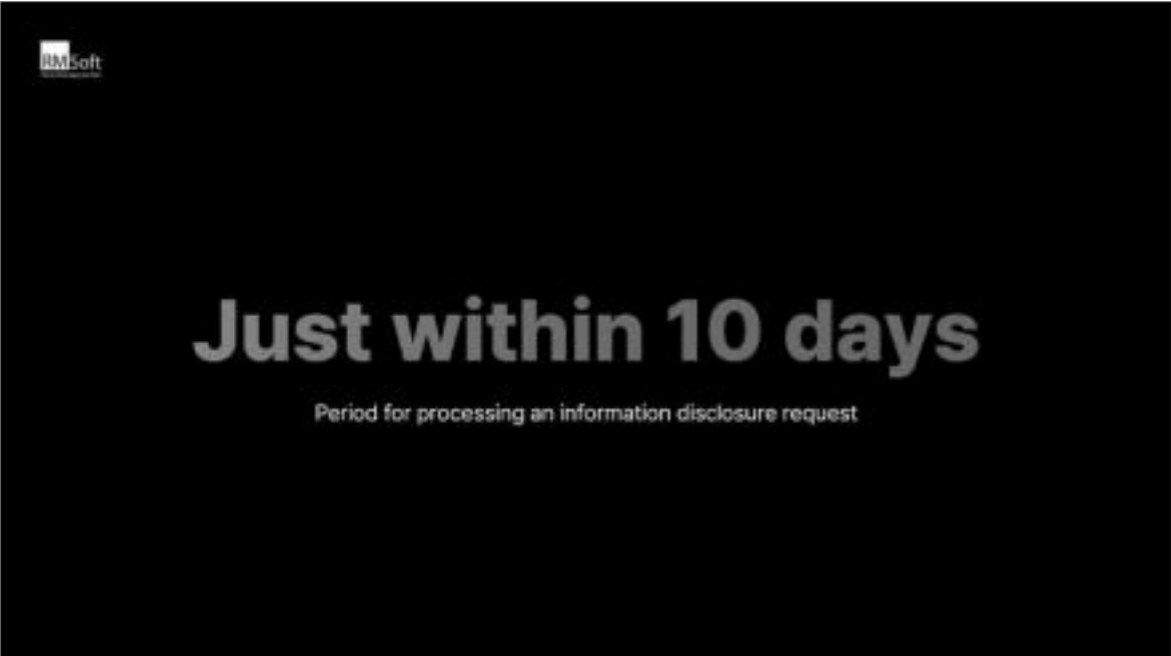 RMSoft
Just within 10 days
Period for processing an information disclosure request